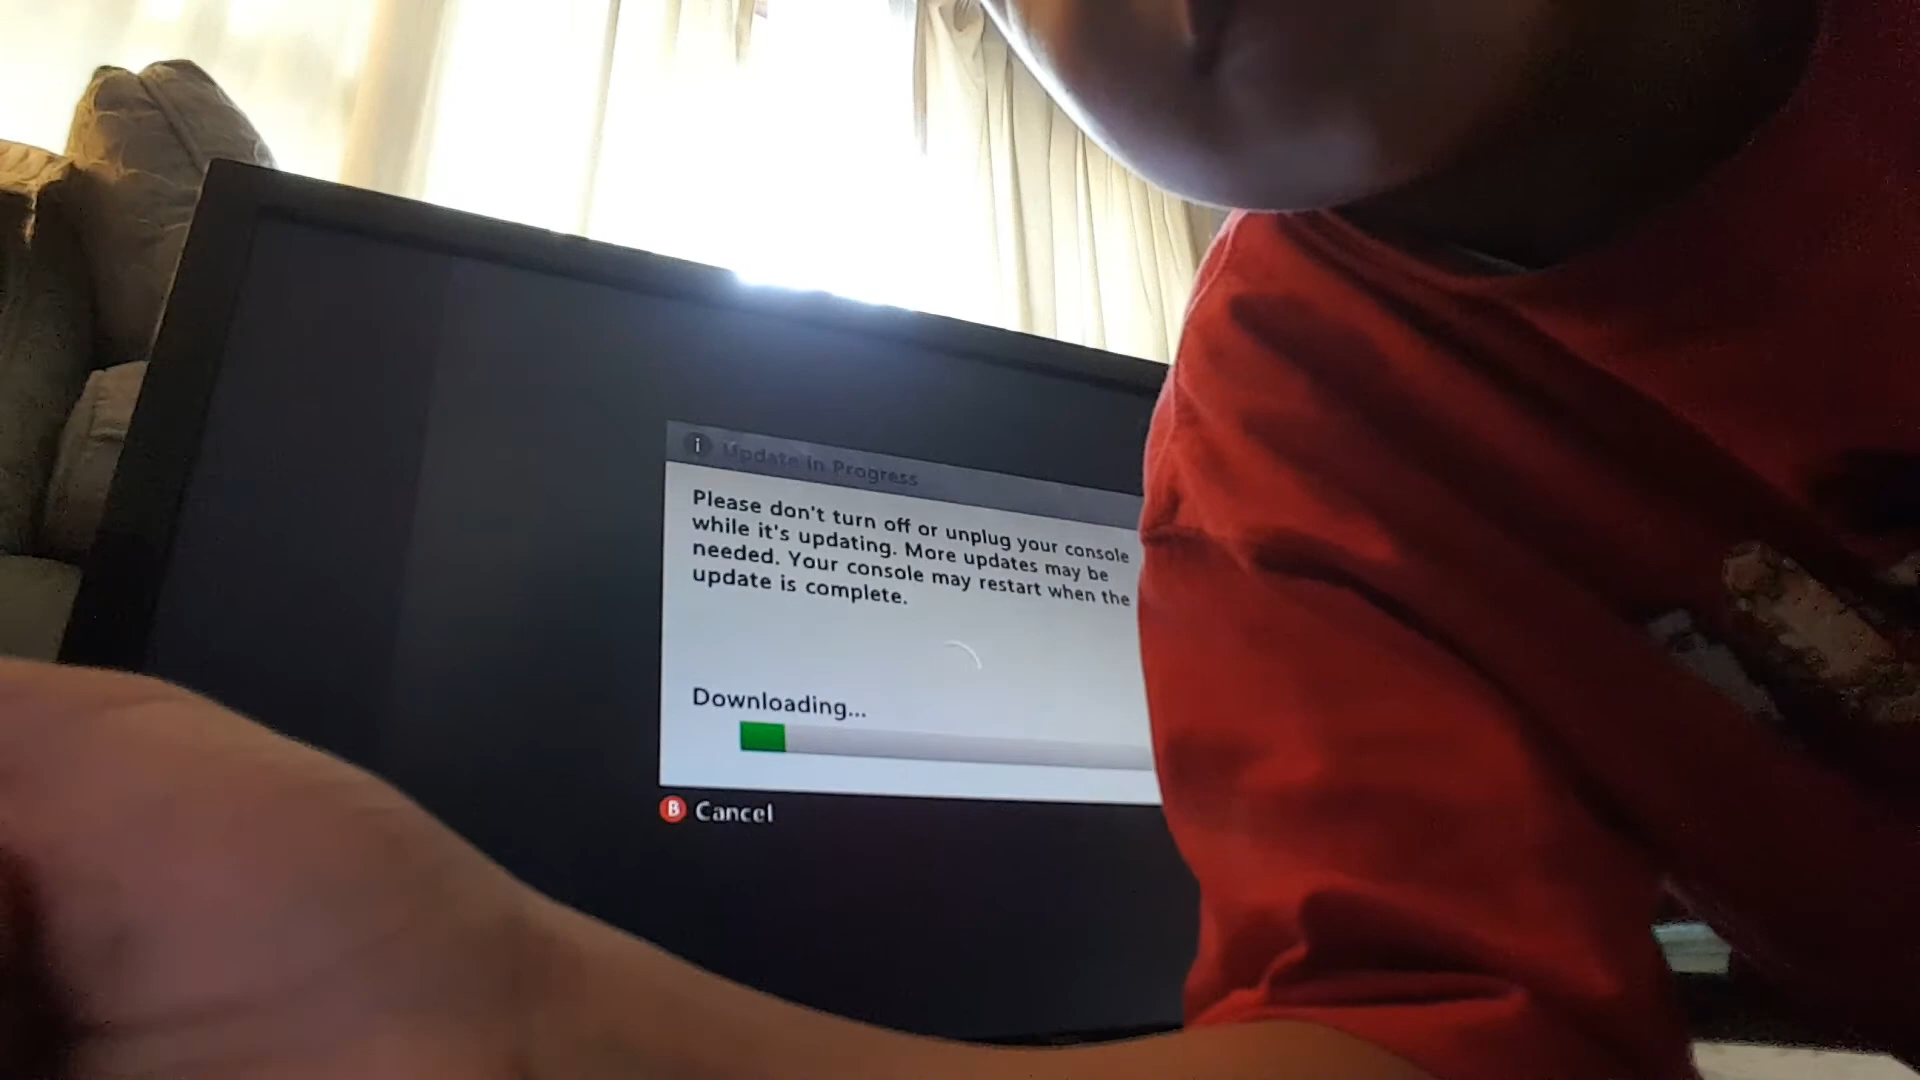 i Update in Progress
Please don't turn off or unplug your console
while it's updating. More updates may be
needed. Your console may restart when the
update is complete.
Downloading...
B Cancel